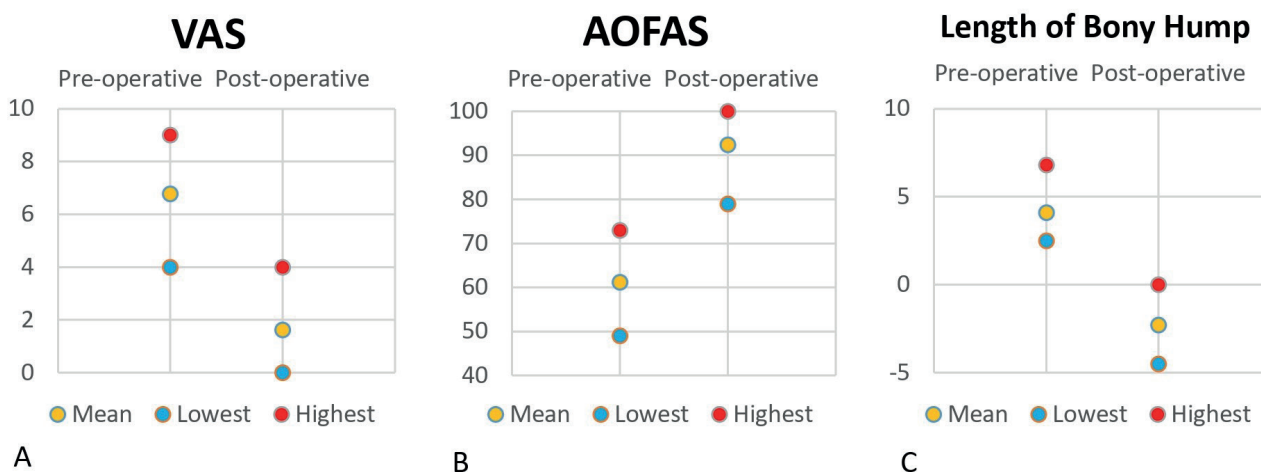 VAS
Pre-operative Post-operative
10
8
6
4
2
0
Mean Lowest Highest
A
AOFAS
Pre-operative Post-operative
100
90
80
70
60
50
40
Mean Lowest Highest
B
Length of Bony Hump
Pre-operative Post-operative
10
5
0
-5
Mean Lowest Highest
C